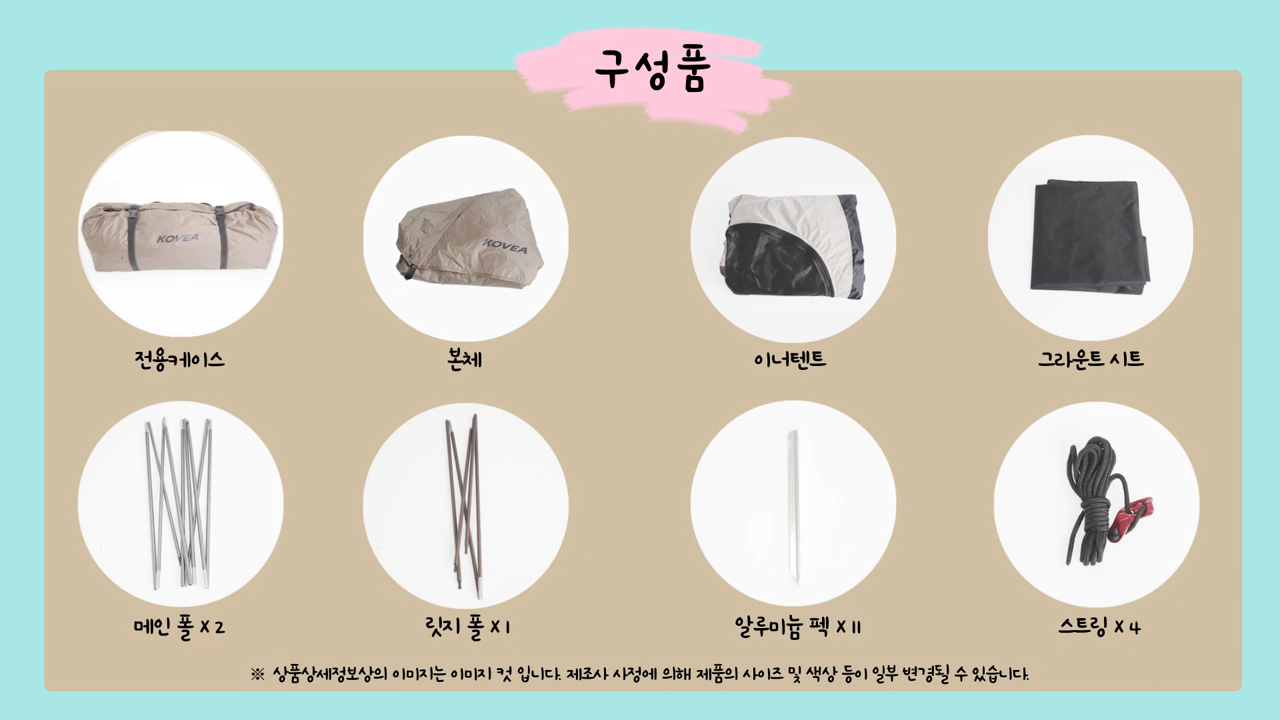 구성품
KOVEA
KOVEA
전용케이스
본체
이너텐트
그라운트 시트
메인 폴 X 2
릿지 폴 X 1
알루미늄 펙 X 11
스트링 X 4
※ 상품상세정보상의 이미지는 이미지 컷 입니다. 제조사 사정에 의해 제품의 사이즈 및 색상 등이 일부 변경될 수 있습니다.